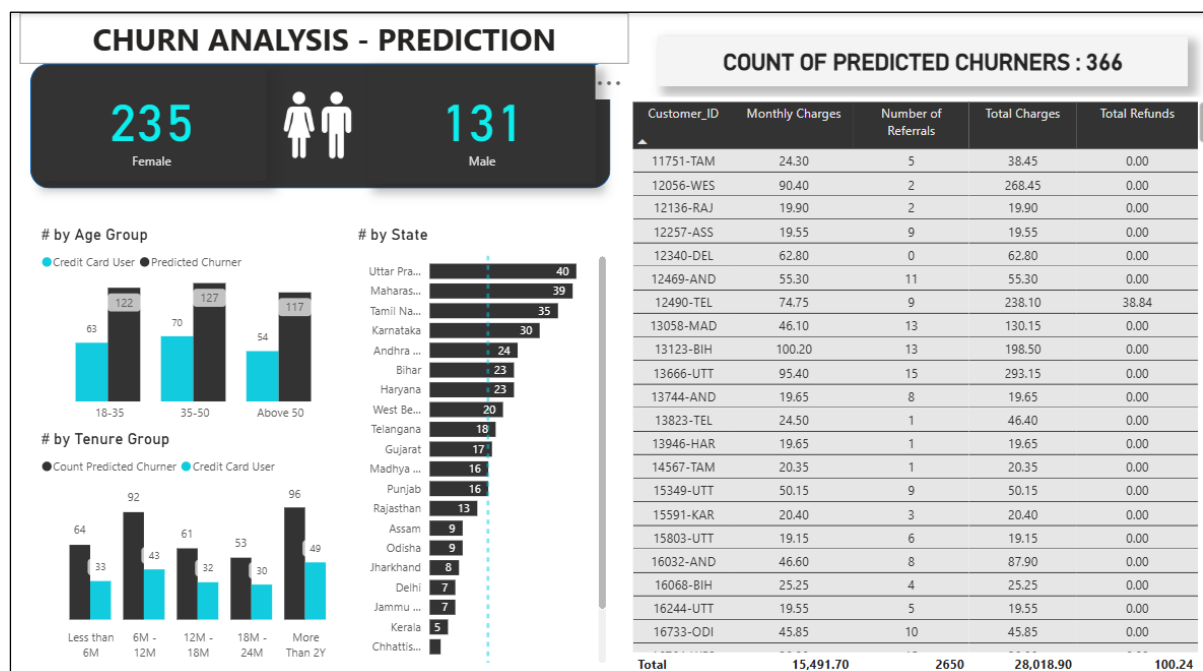 CHURN ANALYSIS - PREDICTION
235
Female
131
Male
# by Age Group
Credit Card User Predicted Churner
63 122 70 127 54 117
18-35 35-50 Above 50
# by Tenure Group
Count Predicted Churner Credit Card User
64 33 92 43 61 32 53 30 96 49
Less than 6M - 12M - 18M - More
6M 12M 18M 24M Than 2Y
# by State
Uttar Pra... 40
Maharas... 39
Tamil Na... 35
Karnataka 30
Andhra ... 24
Bihar 23
Haryana 23
West Be... 20
Telangana 18
Gujarat 17
Madhya ... 16
Punjab 16
Rajasthan 13
Assam 9
Odisha 9
Jharkhand 8
Delhi 7
Jammu ... 7
Kerala 5
Chhattis...
COUNT OF PREDICTED CHURNERS : 366
Customer_ID Monthly Charges Number of Total Charges Total Refunds
Referrals
11751-TAM 24.30 5 38.45 0.00
12056-WES 90.40 2 268.45 0.00
12136-RAJ 19.90 2 19.90 0.00
12257-ASS 19.55 9 19.55 0.00
12340-DEL 62.80 0 62.80 0.00
12469-AND 55.30 11 55.30 0.00
12490-TEL 74.75 9 238.10 38.84
13058-MAD 46.10 13 130.15 0.00
13123-BIH 100.20 13 198.50 0.00
13666-UTT 95.40 15 293.15 0.00
13744-AND 19.65 8 19.65 0.00
13823-TEL 24.50 1 46.40 0.00
13946-HAR 19.65 1 19.65 0.00
14567-TAM 20.35 1 20.35 0.00
15349-UTT 50.15 9 50.15 0.00
15591-KAR 20.40 3 20.40 0.00
15803-UTT 19.15 6 19.15 0.00
16032-AND 46.60 8 87.90 0.00
16068-BIH 25.25 4 25.25 0.00
16244-UTT 19.55 5 19.55 0.00
16733-ODI 45.85 10 45.85 0.00
Total 15,491.70 2650 28,018.90 100.24